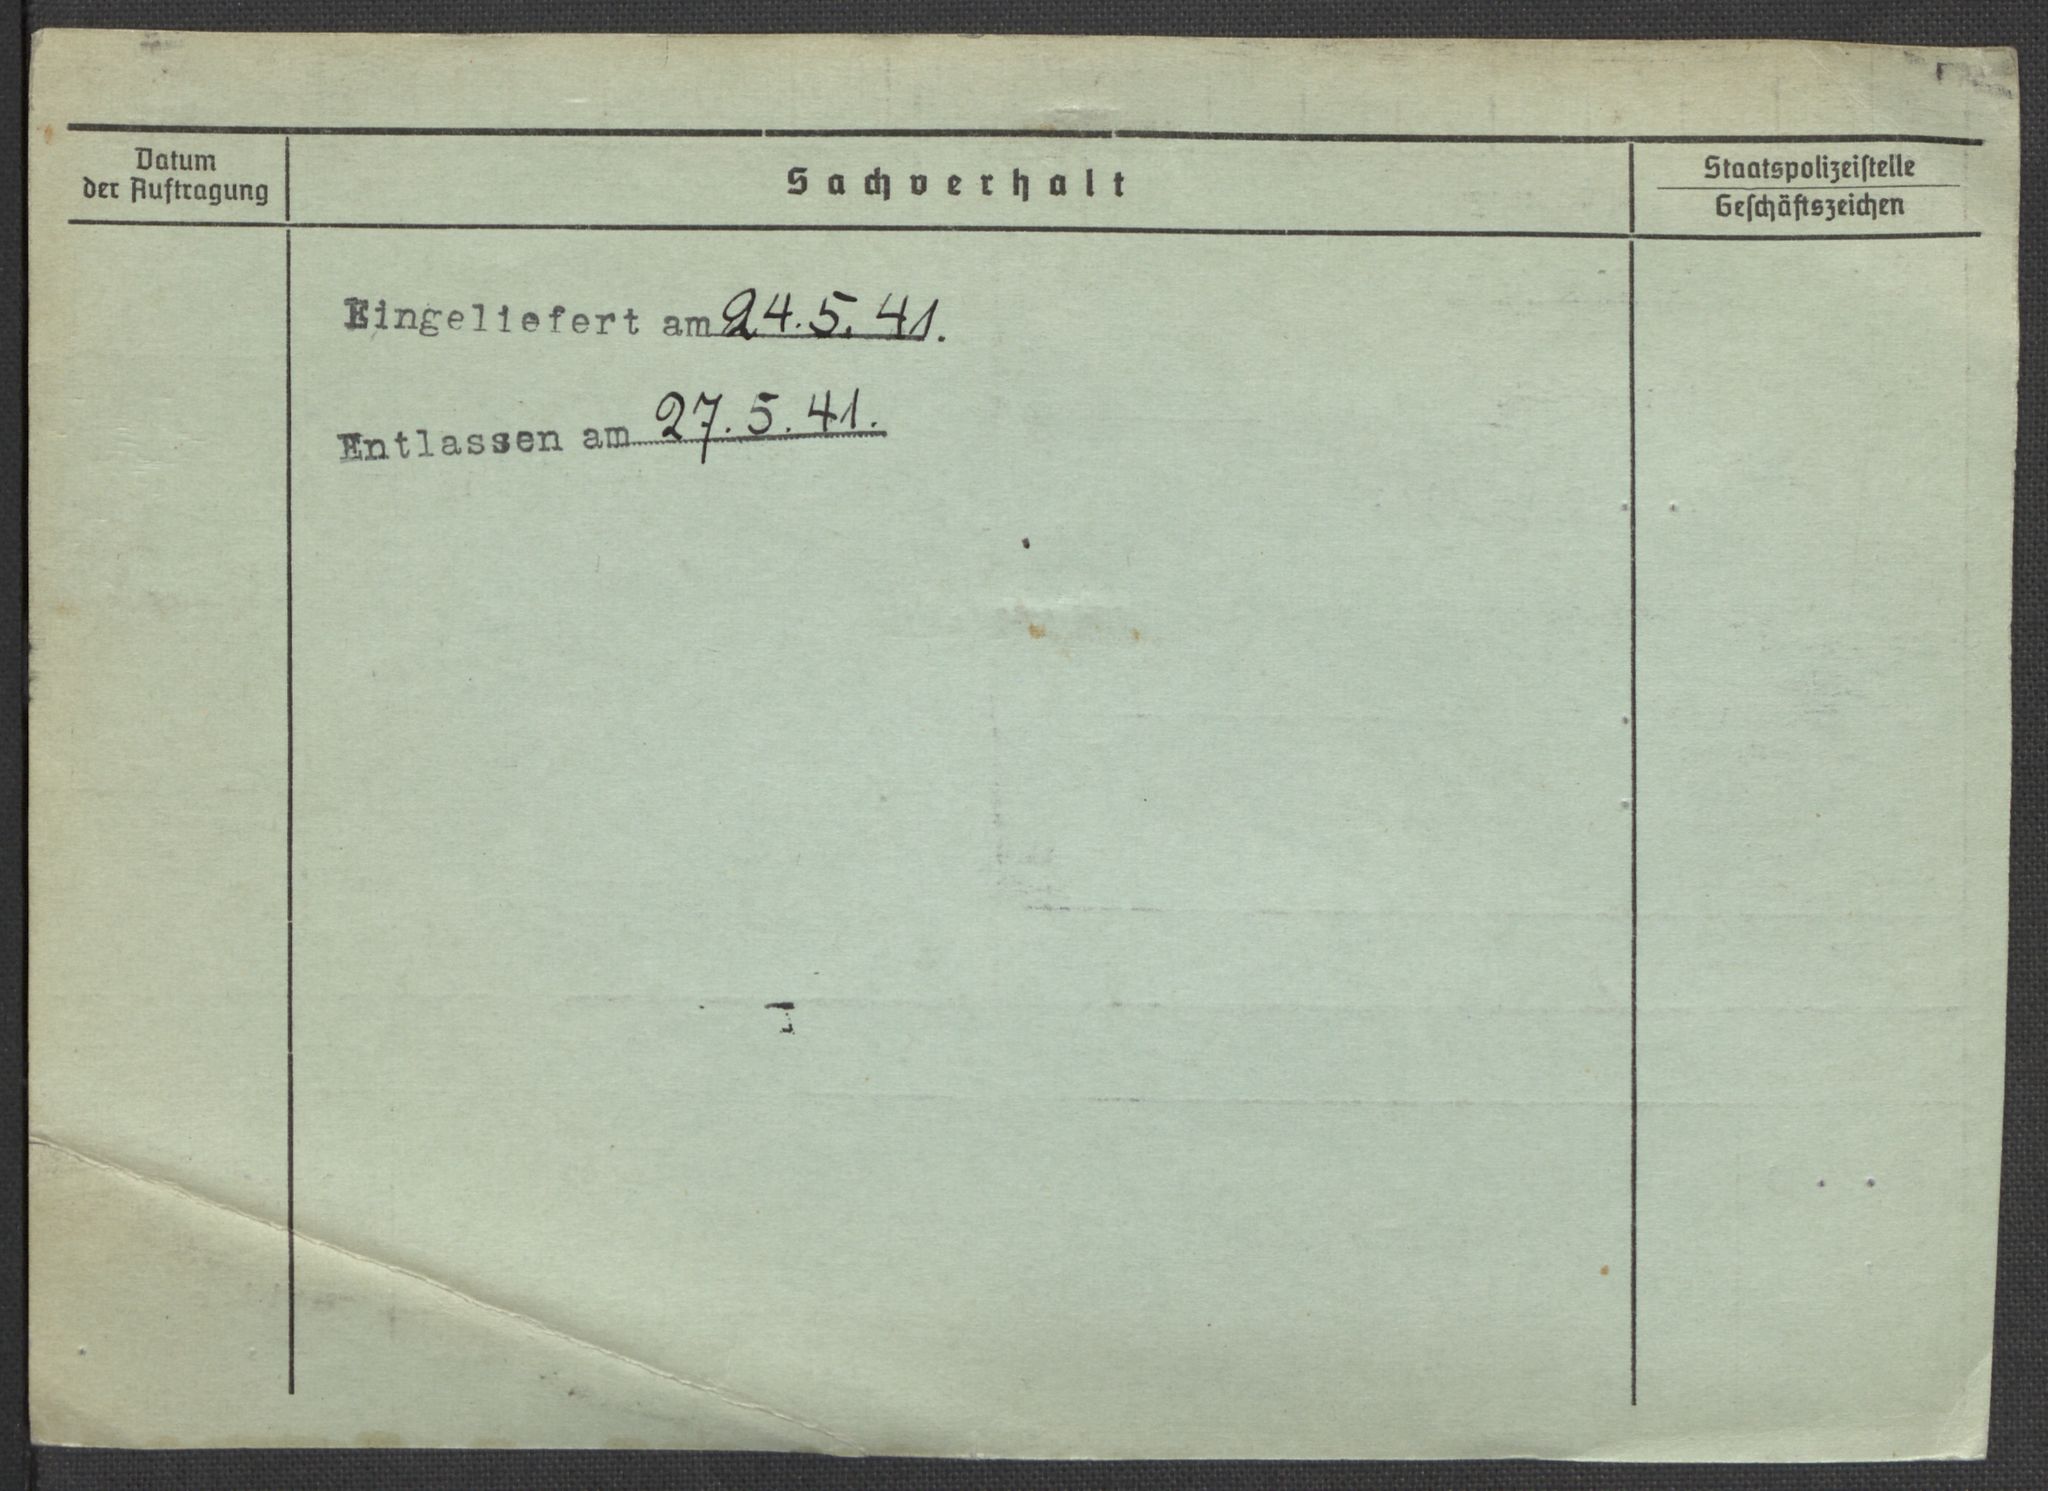 Datum
der Auftragung
Sachverhalt
Staatspolizeiſtelle
Geſchäftszeichen
Eingeliefert am 24.5.41.
Entlassen am 27.5.41.